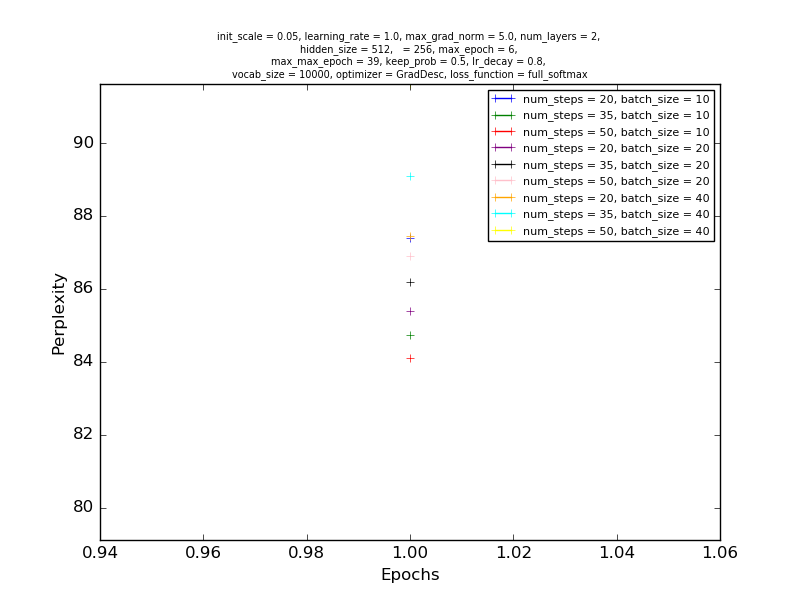 init_scale = 0.05, learning_rate = 1.0, max_grad_norm = 5.0, num_layers = 2,
hidden_size = 512,   = 256, max_epoch = 6,
max_max_epoch = 39, keep_prob = 0.5, lr_decay = 0.8,
vocab_size = 10000, optimizer = GradDesc, loss_function = full_softmax
num_steps = 20, batch_size = 10
num_steps = 35, batch_size = 10
num_steps = 50, batch_size = 10
num_steps = 20, batch_size = 20
num_steps = 35, batch_size = 20
num_steps = 50, batch_size = 20
num_steps = 20, batch_size = 40
num_steps = 35, batch_size = 40
num_steps = 50, batch_size = 40
Perplexity
90
88
86
84
82
80
0.94 0.96 0.98 1.00 1.02 1.04 1.06
Epochs